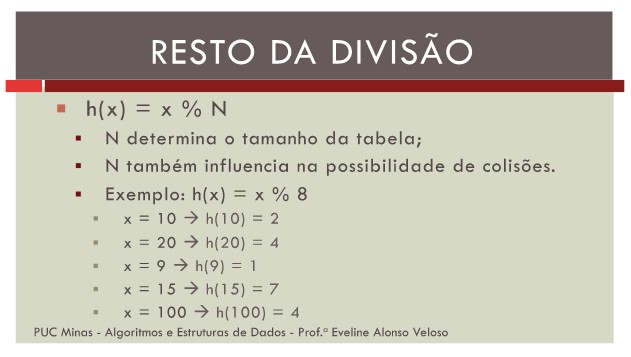 RESTO DA DIVISÃO
▪ h(x) = x % N
▪ N determina o tamanho da tabela;
▪ N também influencia na possibilidade de colisões.
▪ Exemplo: h(x) = x % 8
▪ x = 10 → h(10) = 2
▪ x = 20 → h(20) = 4
▪ x = 9 → h(9) = 1
▪ x = 15 → h(15) = 7
▪ x = 100 → h(100) = 4
PUC Minas - Algoritmos e Estruturas de Dados - Prof.ª Eveline Alonso Veloso